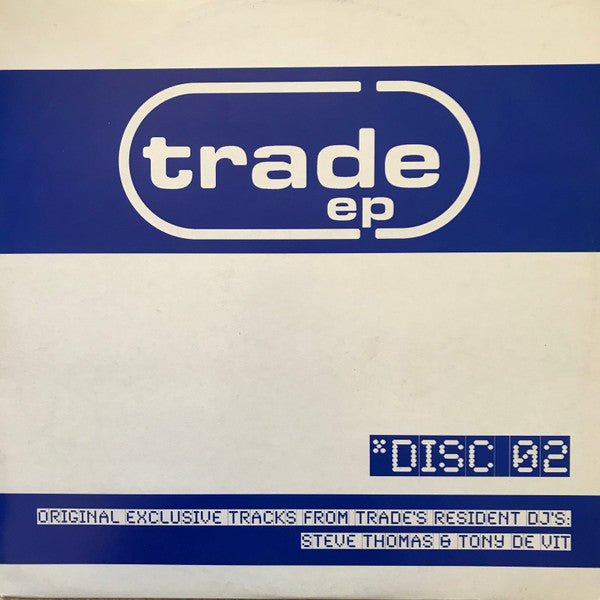 trade
ep
*DISC 02
ORIGINAL EXCLUSIVE TRACKS FROM TRADE'S RESIDENT DJ'S:
STEVE THOMAS & TONY DE VIT